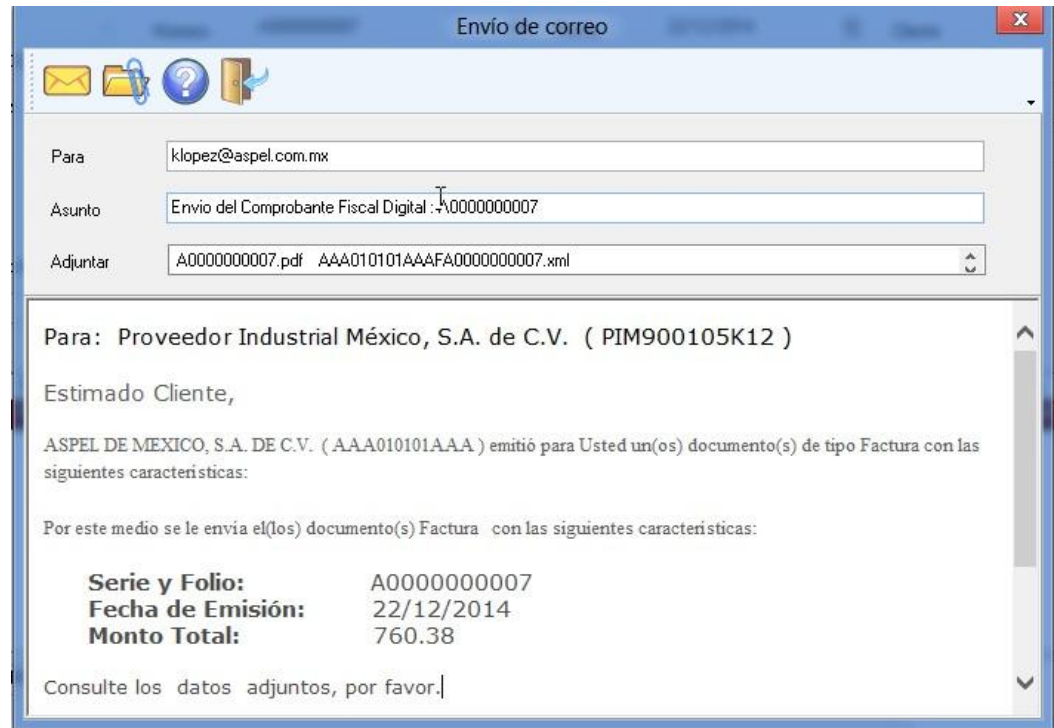 Envío de correo
Para klopez@aspel.com.mx
Asunto Envio del Comprobante Fiscal Digital : A0000000007
Adjuntar A0000000007.pdf AAA010101AAAFA0000000007.xml
Para: Proveedor Industrial México, S.A. de C.V. ( PIM900105K12 )
Estimado Cliente,
ASPEL DE MEXICO, S.A. DE C.V. ( AAA010101AAA ) emitió para Usted un(os) documento(s) de tipo Factura con las
siguientes características:
Por este medio se le envía el(los) documento(s) Factura con las siguientes características:
Serie y Folio: A0000000007
Fecha de Emisión: 22/12/2014
Monto Total: 760.38
Consulte los datos adjuntos, por favor.